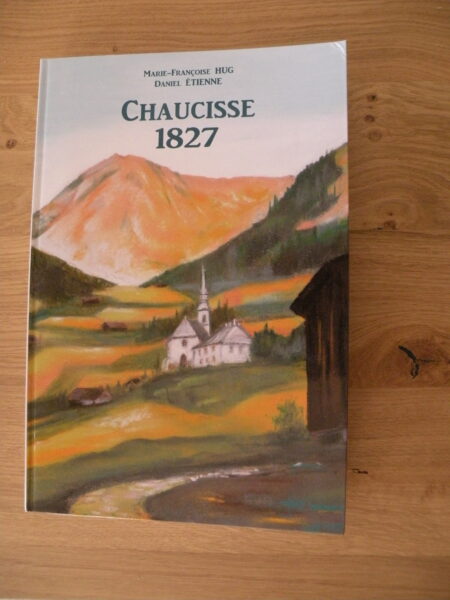 Marie-Françoise HUG
Daniel ÉTIENNE
CHAUCISSE
1827